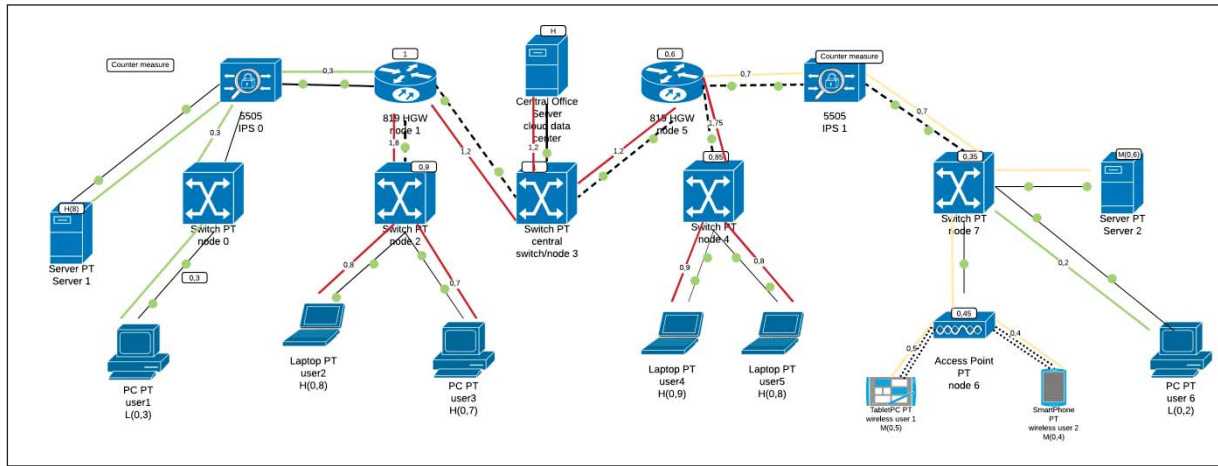 Counter measure
5505
IPS 0
0,3
1
819 HGW
node 1
H
Central Office
Server
cloud data
center
0,6
819 HGW
node 5
0,7
Counter measure
5505
IPS 1
0,7
0.3
1,8
1,2
1,2
1,2
1,75
0,9
0,85
0,35
M(0,6)
H(8)
Server PT
Server 1
Switch PT
node 0
0,3
Switch PT
node 2
Switch PT
central
switch/node 3
Switch PT
node 4
Switch PT
node 7
Server PT
Server 2
0,8
0,7
0,9
0,8
0,2
PC PT
user1
L(0,3)
Laptop PT
user2
H(0,8)
PC PT
user3
H(0,7)
Laptop PT
user4
H(0,9)
Laptop PT
user5
H(0,8)
0,45
0,5
0,4
Access Point
PT
node 6
TabletPC PT
wireless user 1
M(0,5)
SmartPhone
PT
wireless user 2
M(0,4)
PC PT
user 6
L(0,2)